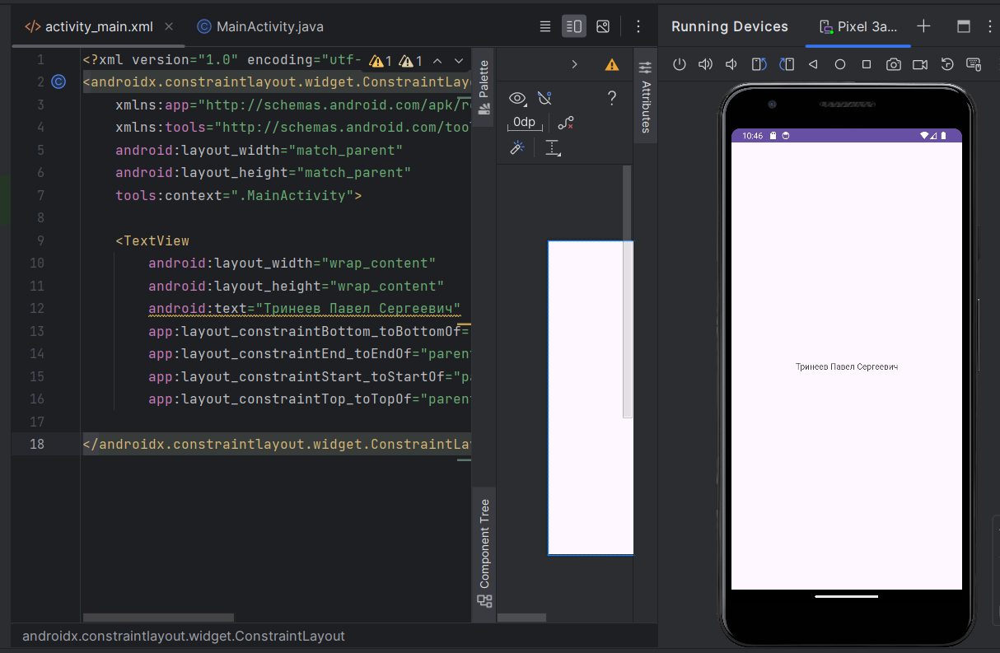 activity_main.xml
MainActivity.java
Running Devices
Pixel 3a...
1 <?xml version="1.0" encoding="utf-
1 1
2 <androidx.constraintlayout.widget.ConstraintLay
3 xmlns:app="http://schemas.android.com/apk/r
4 xmlns:tools="http://schemas.android.com/too
5 android:layout_width="match_parent"
6 android:layout_height="match_parent"
7 tools:context=".MainActivity">
8
9 <TextView
10 android:layout_width="wrap_content"
11 android:layout_height="wrap_content"
12 android:text="Тринеев Павел Сергеевич"
13 app:layout_constraintBottom_toBottomOf=
14 app:layout_constraintEnd_toEndOf="paren
15 app:layout_constraintStart_toStartOf="pa
16 app:layout_constraintTop_toTopOf="paren
17
18 </androidx.constraintlayout.widget.ConstraintLa
androidx.constraintlayout.widget.ConstraintLayout
Palette
Component Tree
0dp
Attributes
10:46
Тринеев Павел Сергеевич